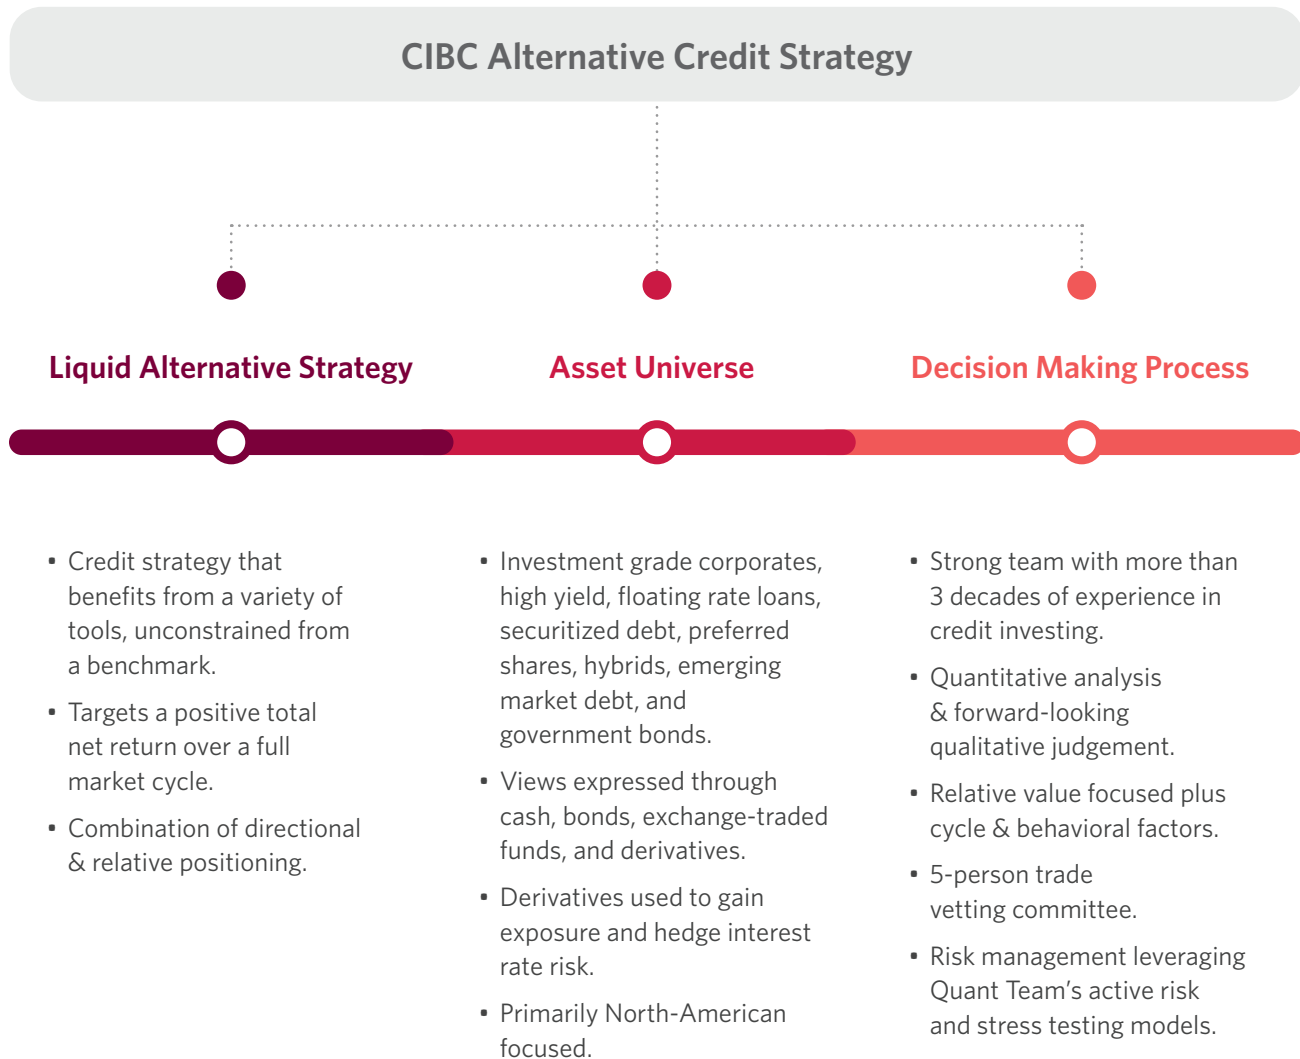 CIBC Alternative Credit Strategy
Liquid Alternative Strategy
• Credit strategy that
benefits from a variety of
tools, unconstrained from
a benchmark.
• Targets a positive total
net return over a full
market cycle.
• Combination of directional
& relative positioning.
Asset Universe
• Investment grade corporates,
high yield, floating rate loans,
securitized debt, preferred
shares, hybrids, emerging
market debt, and
government bonds.
• Views expressed through
cash, bonds, exchange-traded
funds, and derivatives.
• Derivatives used to gain
exposure and hedge interest
rate risk.
• Primarily North-American
focused.
Decision Making Process
• Strong team with more than
3 decades of experience in
credit investing.
• Quantitative analysis
& forward-looking
qualitative judgement.
• Relative value focused plus
cycle & behavioral factors.
• 5-person trade
vetting committee.
• Risk management leveraging
Quant Team’s active risk
and stress testing models.